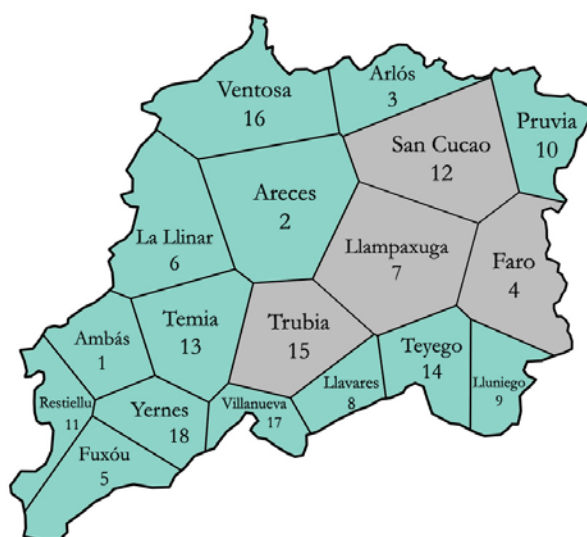 Ventosa
16
Arlós
3
Pruvia
10
San Cucao
12
Areces
2
La Llinar
6
Llampaxuga
7
Faro
4
Ambás
1
Temia
13
Trubia
15
Teyego
14
Lluniego
9
Llavares
8
Restiellu
11
Yernes
18
Villanueva
17
Fuxóu
5